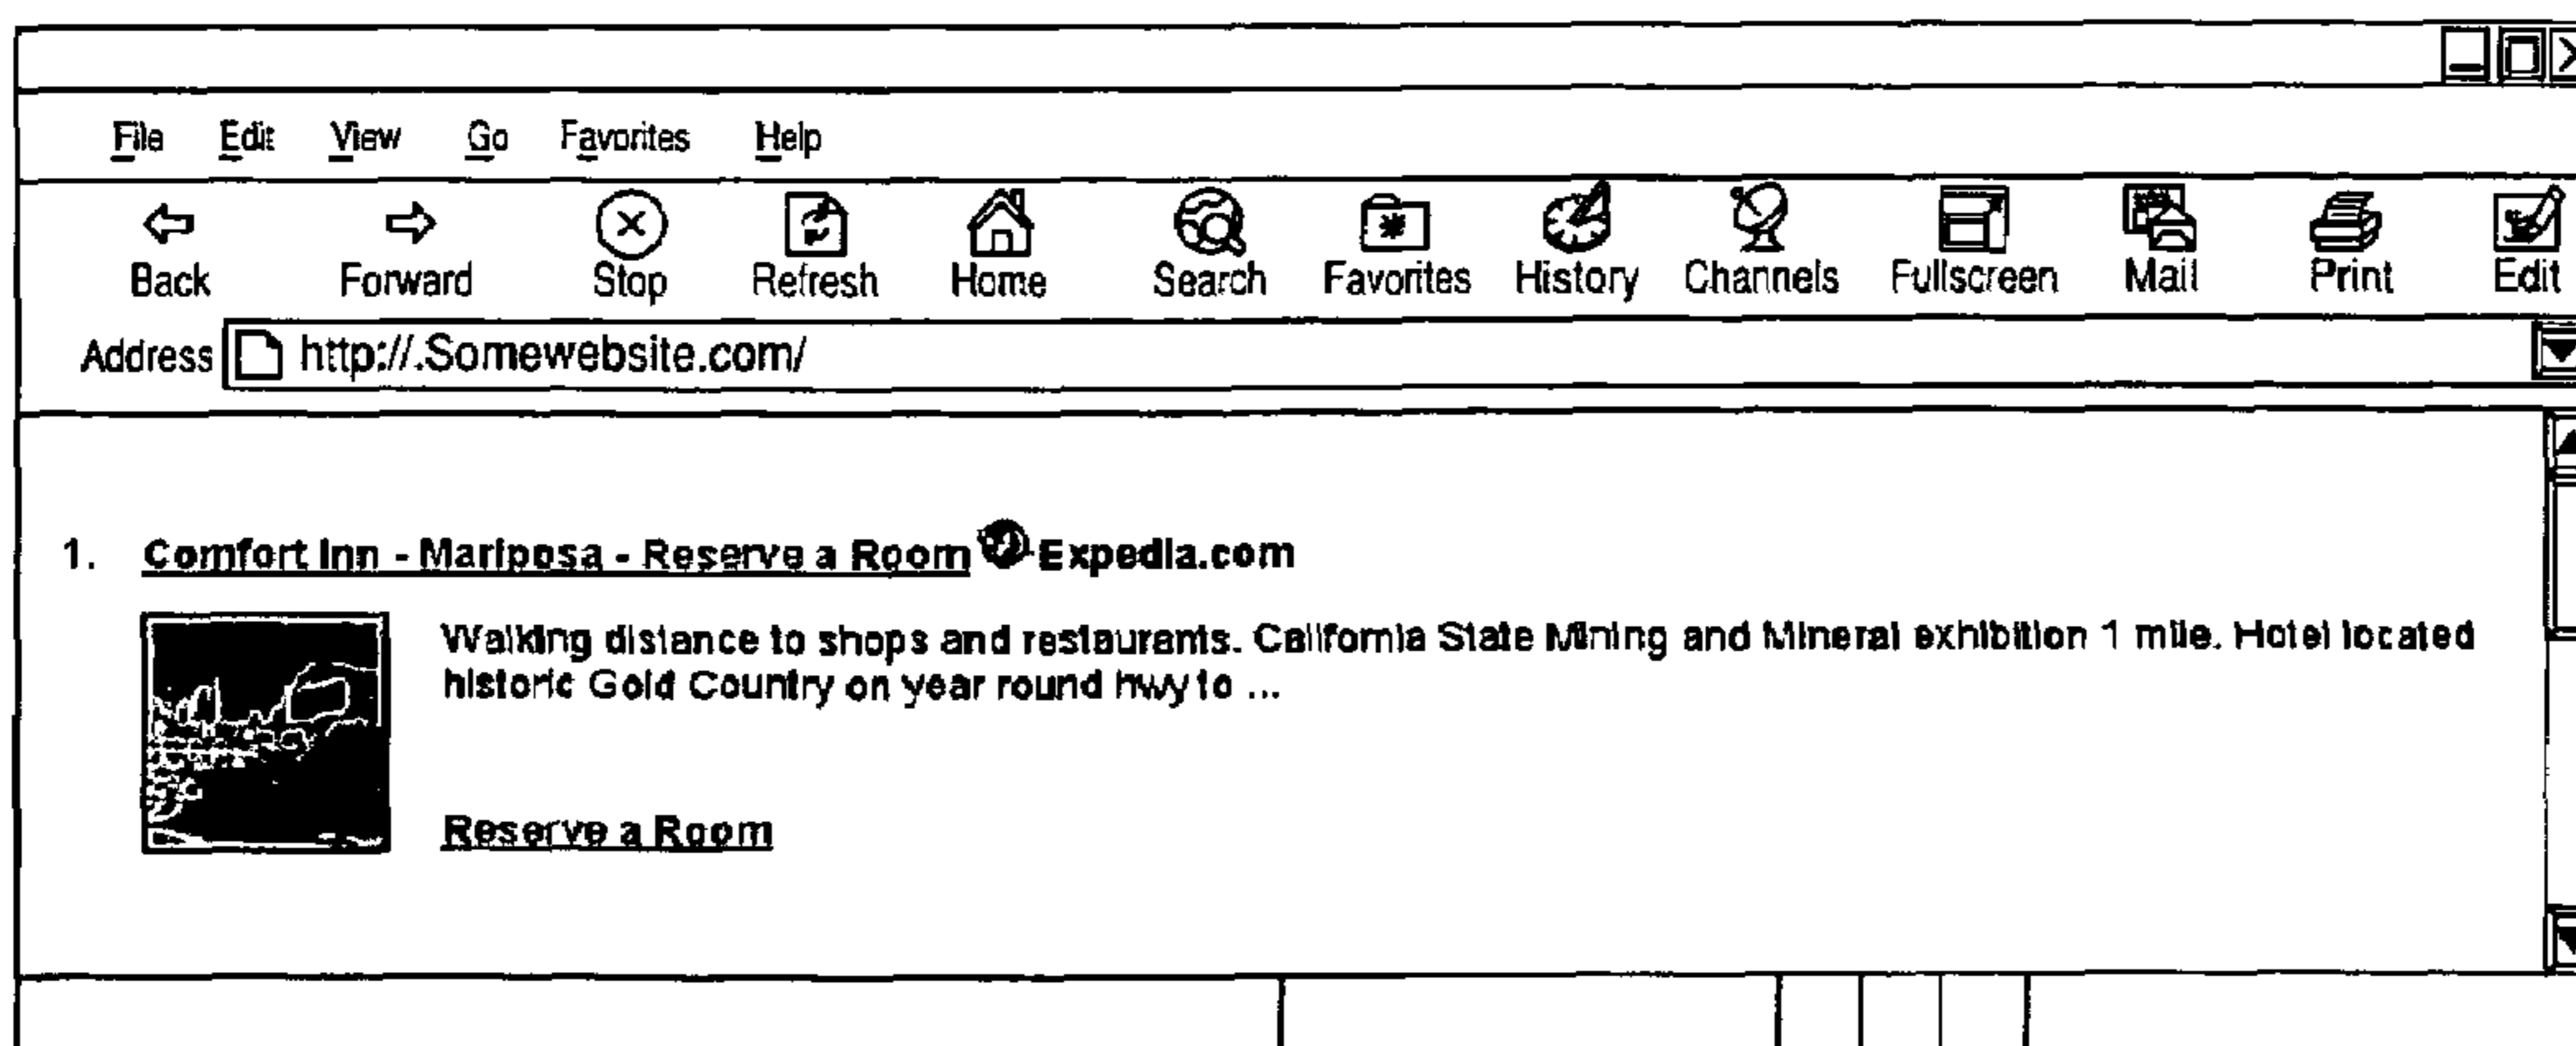 File Edit View Go Favorites Help
Back Forward Stop Refresh Home Search Favorites History Channels Fullscreen Mail Print Edit
Address http://.Somewebsite.com/
1. Comfort Inn - Mariposa - Reserve a Room Expedia.com
Walking distance to shops and restaurants. California State Mining and Mineral exhibition 1 mile. Hotel located
historic Gold Country on year round hwy to ...
Reserve a Room